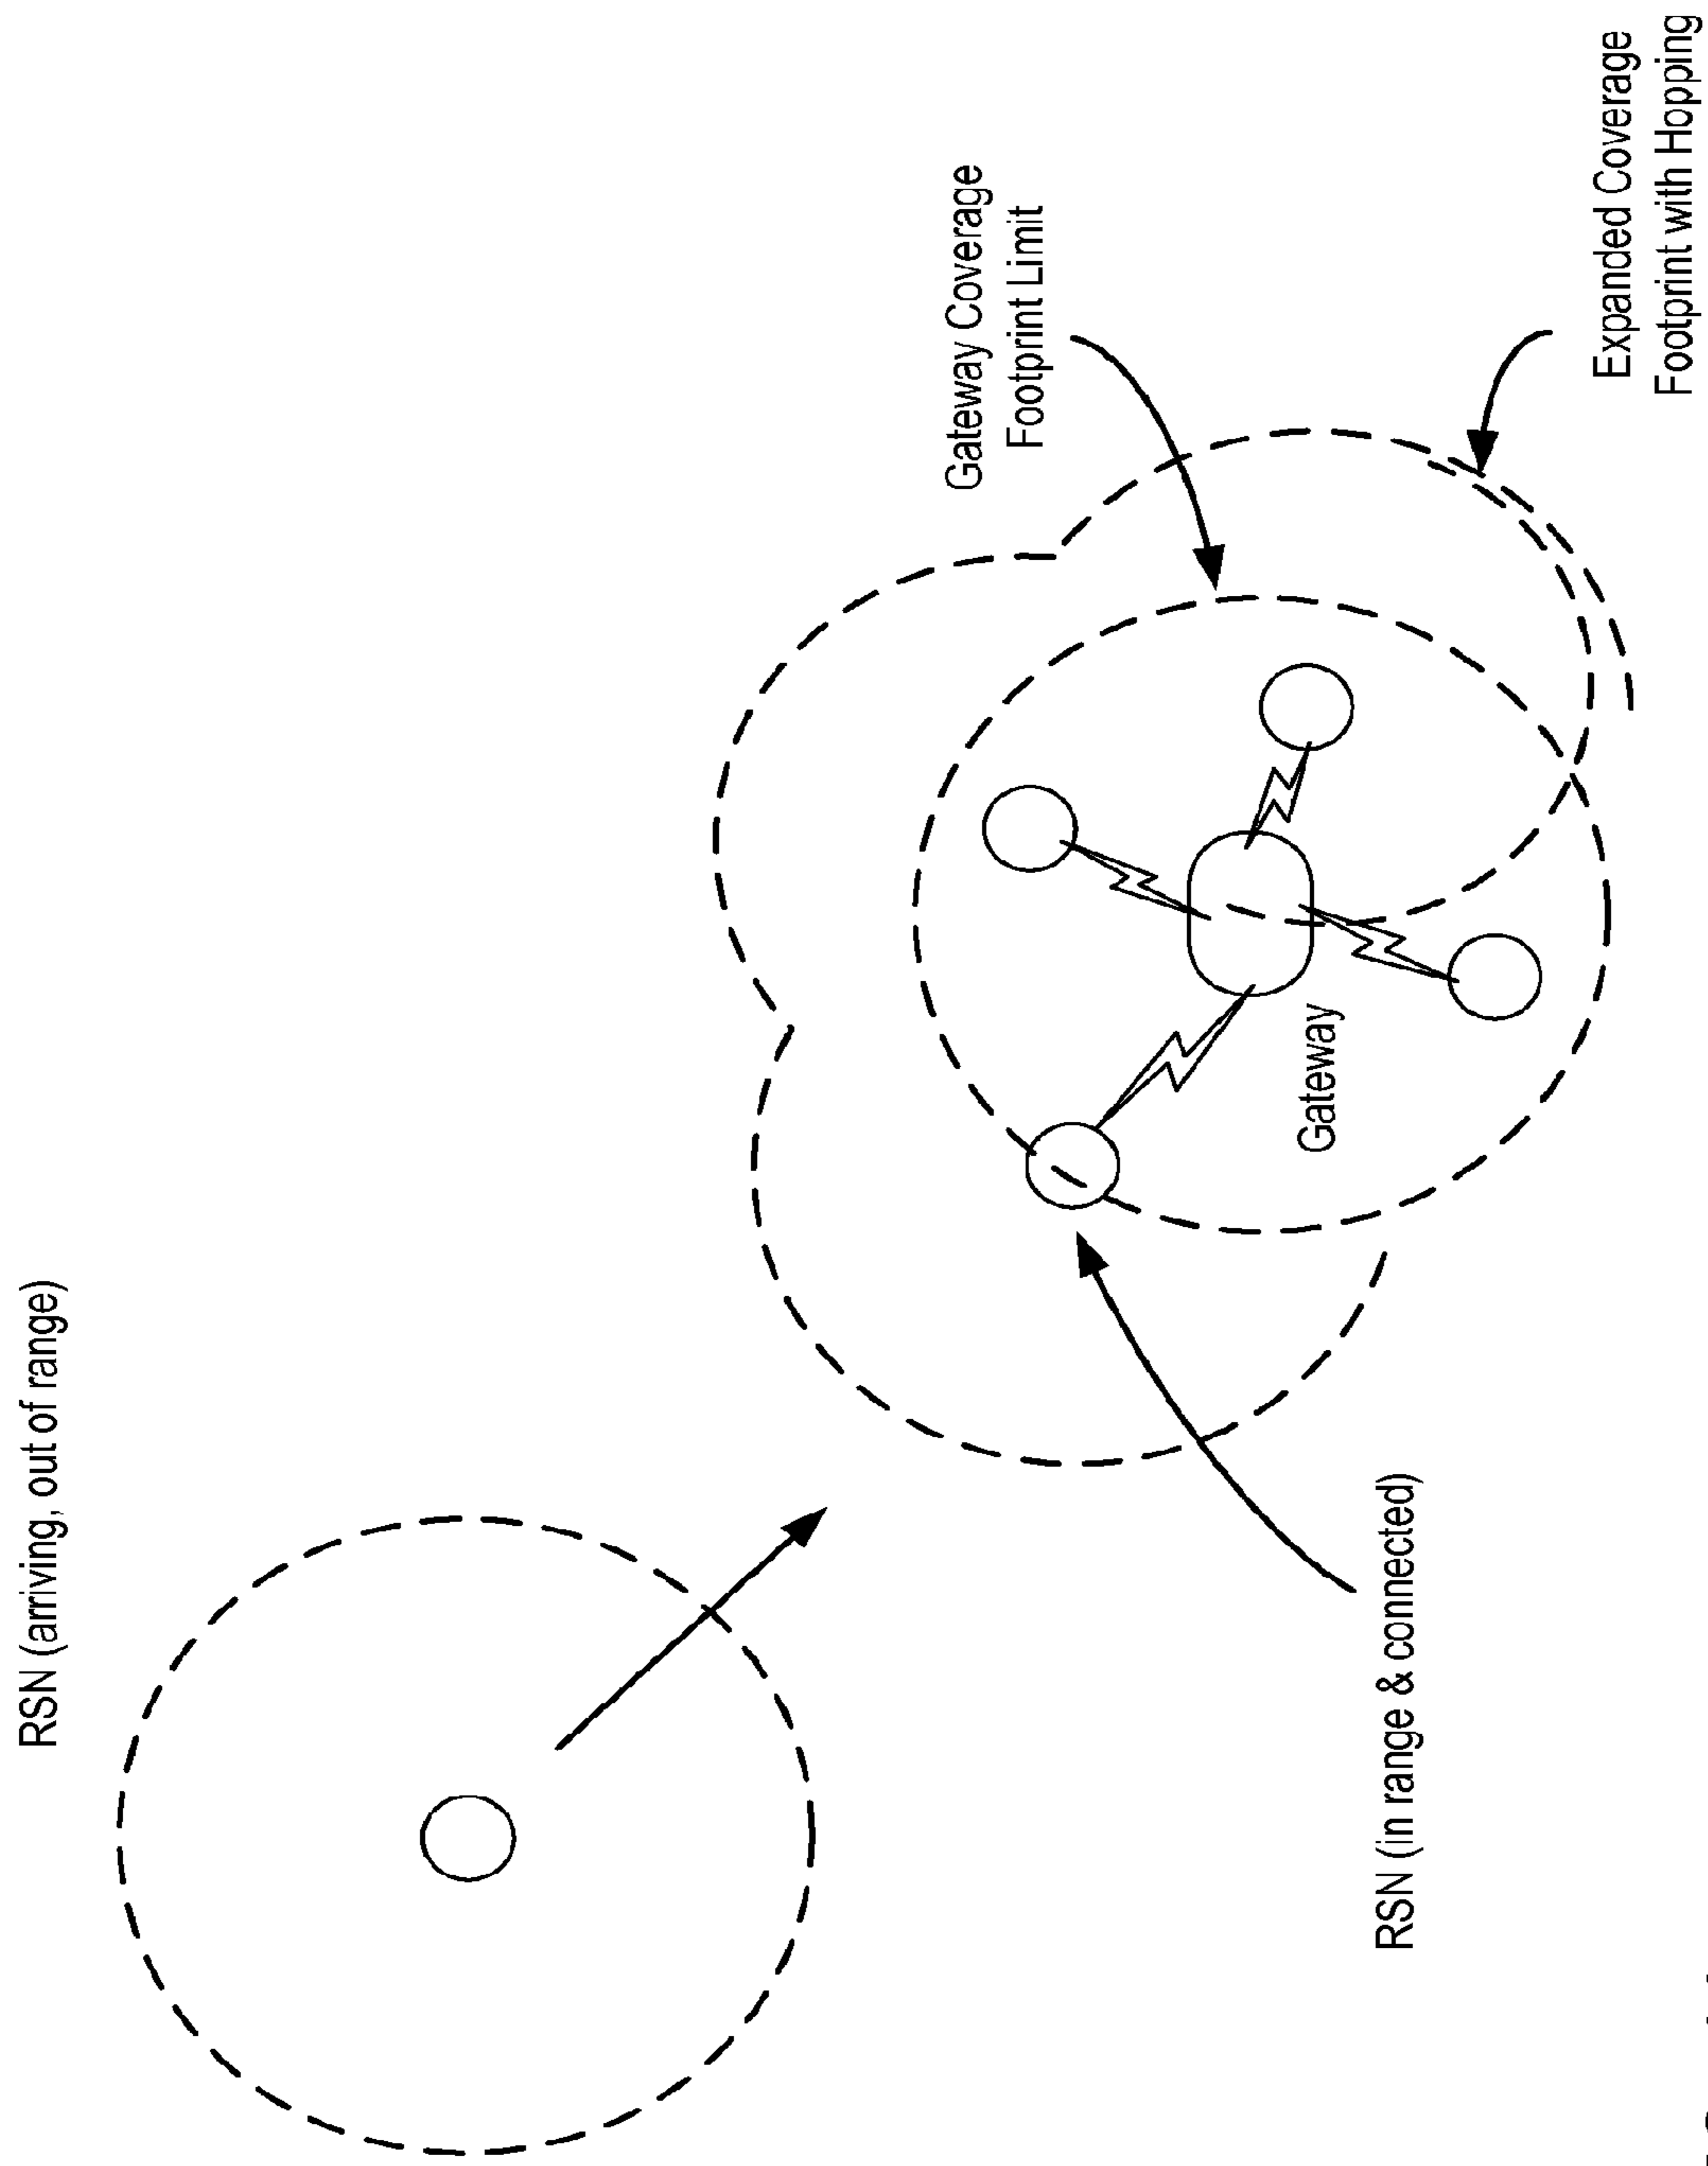 RSN (arriving, out of range)
Gateway Coverage
Footprint Limit
Gateway
RSN (in range & connected)
Expanded Coverage
Footprint with Hopping